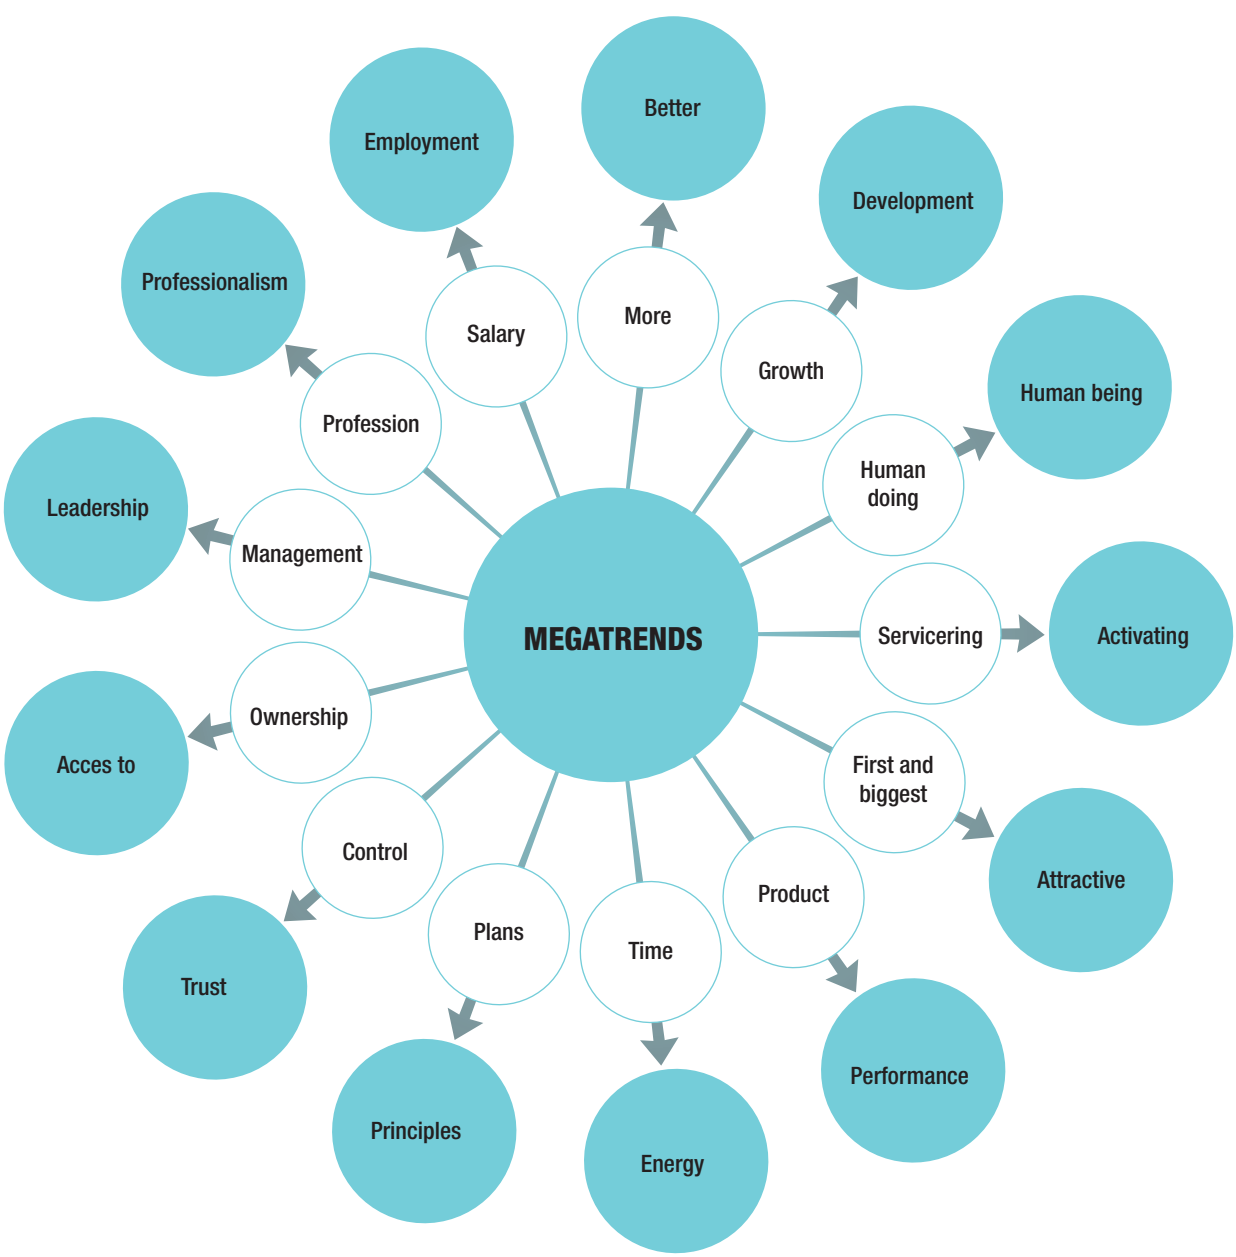 Better
Employment
Development
Professionalism
More
Salary
Growth
Human being
Profession
Human
doing
Leadership
Management
MEGATRENDS
Servicering
Activating
Ownership
Acces to
First and
biggest
Control
Attractive
Product
Plans
Time
Trust
Performance
Principles
Energy